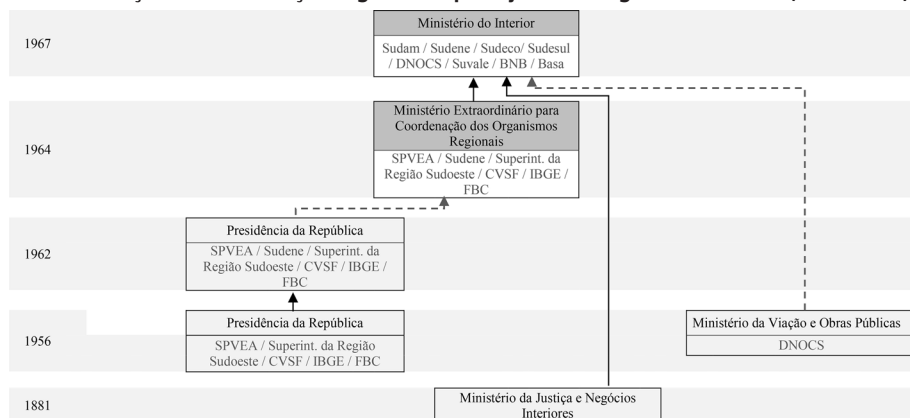 1967
Ministério do Interior
Sudam / Sudene / Sudeco/ Sudesul
/ DNOCS / Suvale / BNB / Basa
1964
Ministério Extraordinário para
Coordenação dos Organismos
Regionais
SPVEA / Sudene / Superint. da
Região Sudoeste / CVSF / IBGE /
FBC
1962
Presidência da República
SPVEA / Sudene / Superint. da
Região Sudoeste / CVSF / IBGE /
FBC
1956
Presidência da República
SPVEA / Superint. da Região
Sudoeste / CVSF / IBGE / FBC
Ministério da Viação e Obras Públicas
DNOCS
1881
Ministério da Justiça e Negócios
Interiores